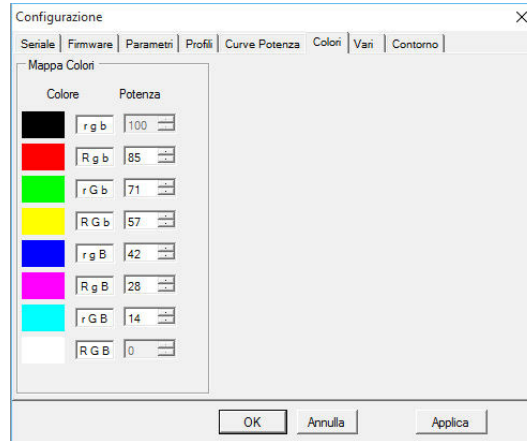 Configurazione
Seriale Firmware Parametri Profili Curve Potenza Colori Vari Contorno
Mappa Colori
Colore Potenza
r g b 100
R g b 85
r G b 71
R G b 57
r g B 42
R g B 28
r G B 14
R G B 0
OK Annulla Applica